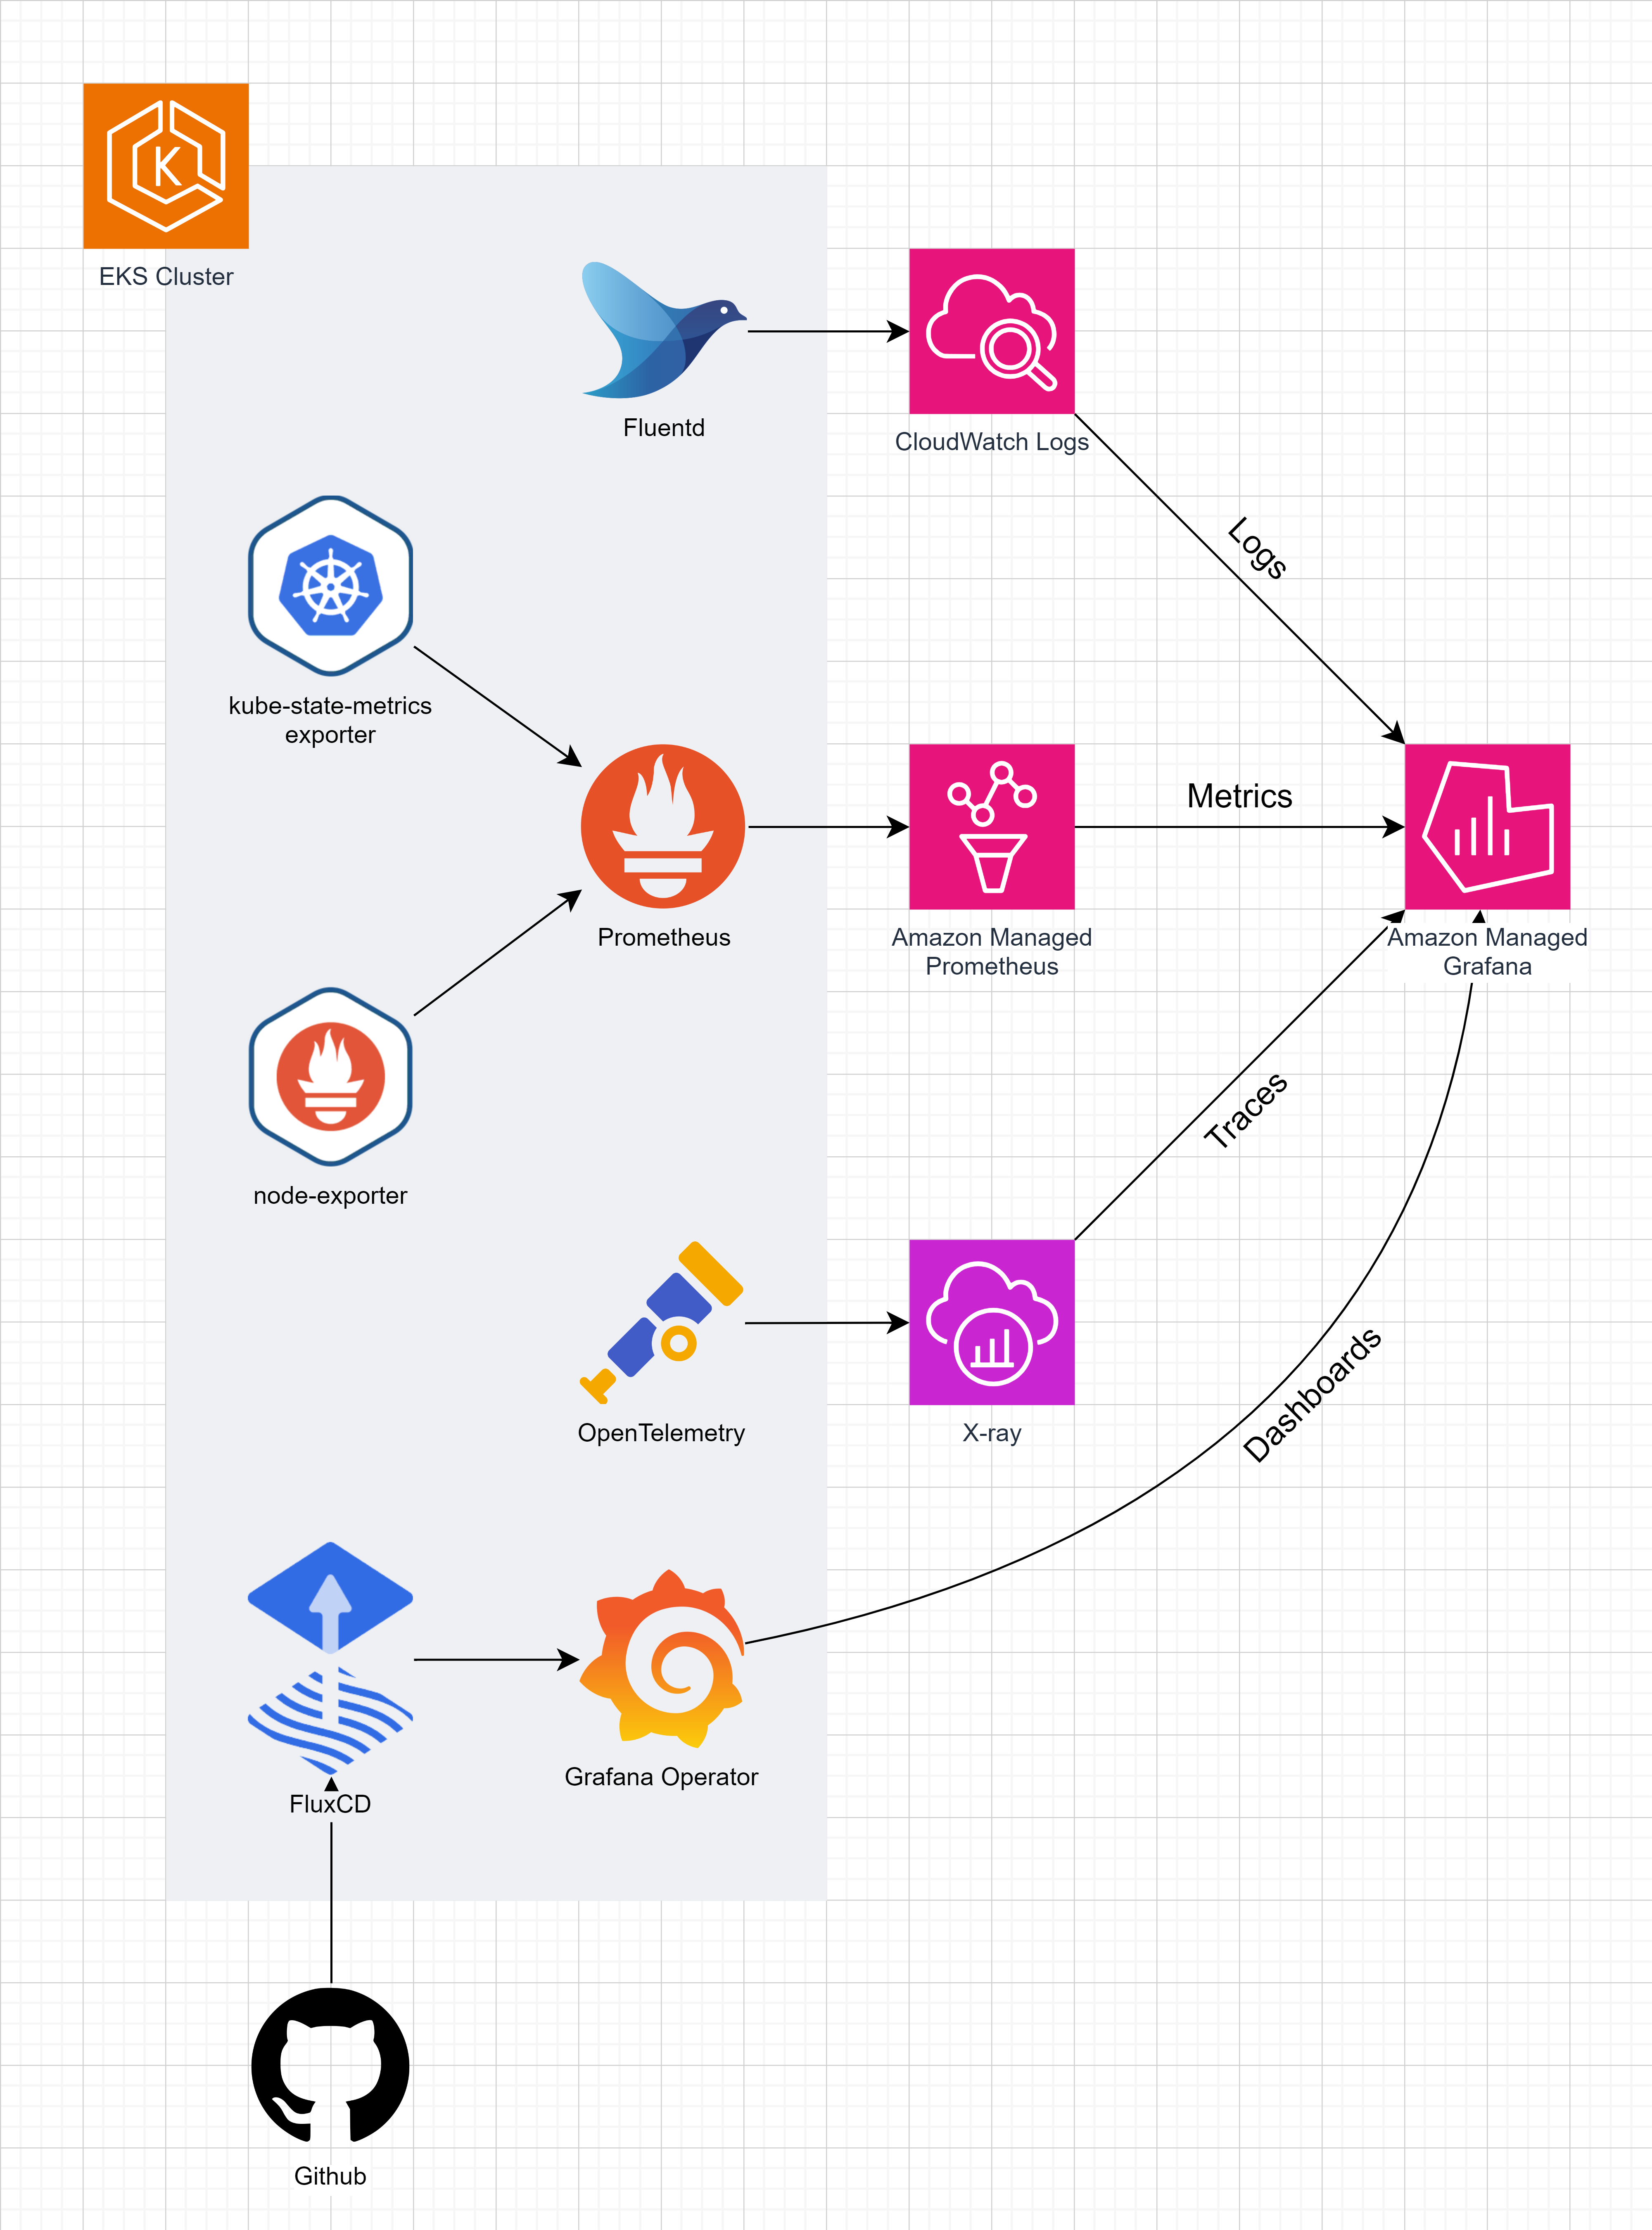 EKS Cluster
Fluentd
CloudWatch Logs
Logs
kube-state-metrics
exporter
Metrics
Prometheus
Amazon Managed
Prometheus
Amazon Managed
Grafana
Traces
node-exporter
OpenTelemetry
X-ray
Dashboards
Grafana Operator
FluxCD
Github